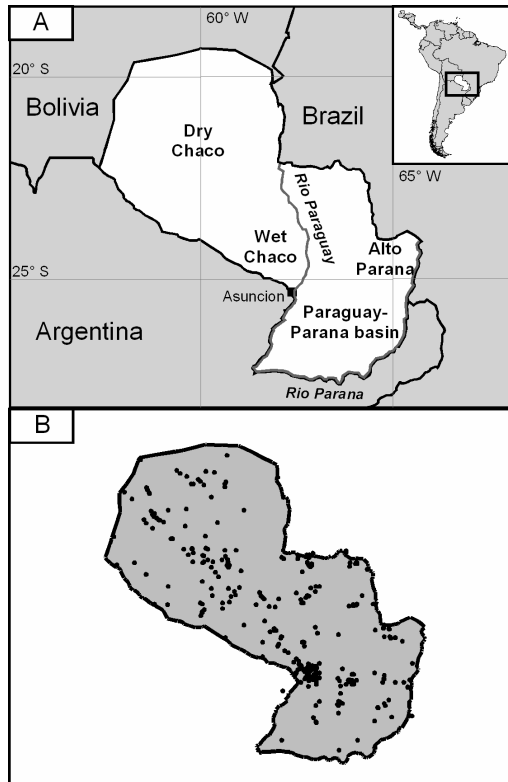 A
60° W
20° S
Bolivia
Brazil
Dry
Chaco
65° W
Rio Paraguay
Wet
Chaco
Alto
Parana
25° S
Asuncion
Paraguay-
Parana basin
Argentina
Rio Parana
B